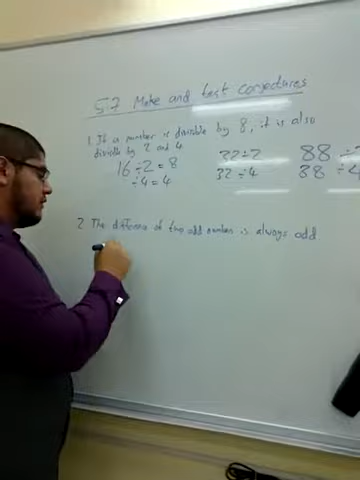 5.7 Make and test conjectures
1. If a number is divisible by 8, it is also
divisible by 2 and 4
16 ÷ 2 = 8 32 ÷ 2 88 ÷
÷ 4 = 4 32 ÷ 4 88 ÷ 4
2 The difference of two odd numbers is always odd